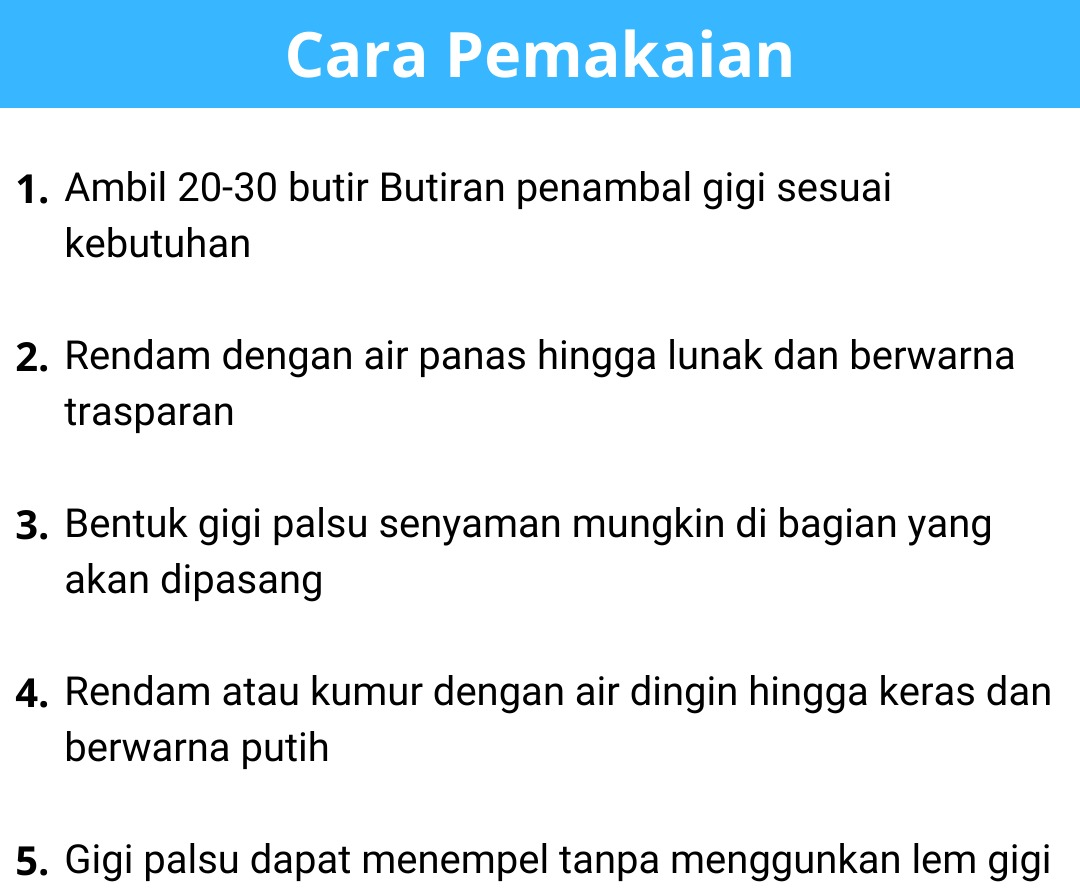 Cara Pemakaian
1. Ambil 20-30 butir Butiran penambal gigi sesuai
kebutuhan
2. Rendam dengan air panas hingga lunak dan berwarna
trasparan
3. Bentuk gigi palsu senyaman mungkin di bagian yang
akan dipasang
4. Rendam atau kumur dengan air dingin hingga keras dan
berwarna putih
5. Gigi palsu dapat menempel tanpa menggunkan lem gigi